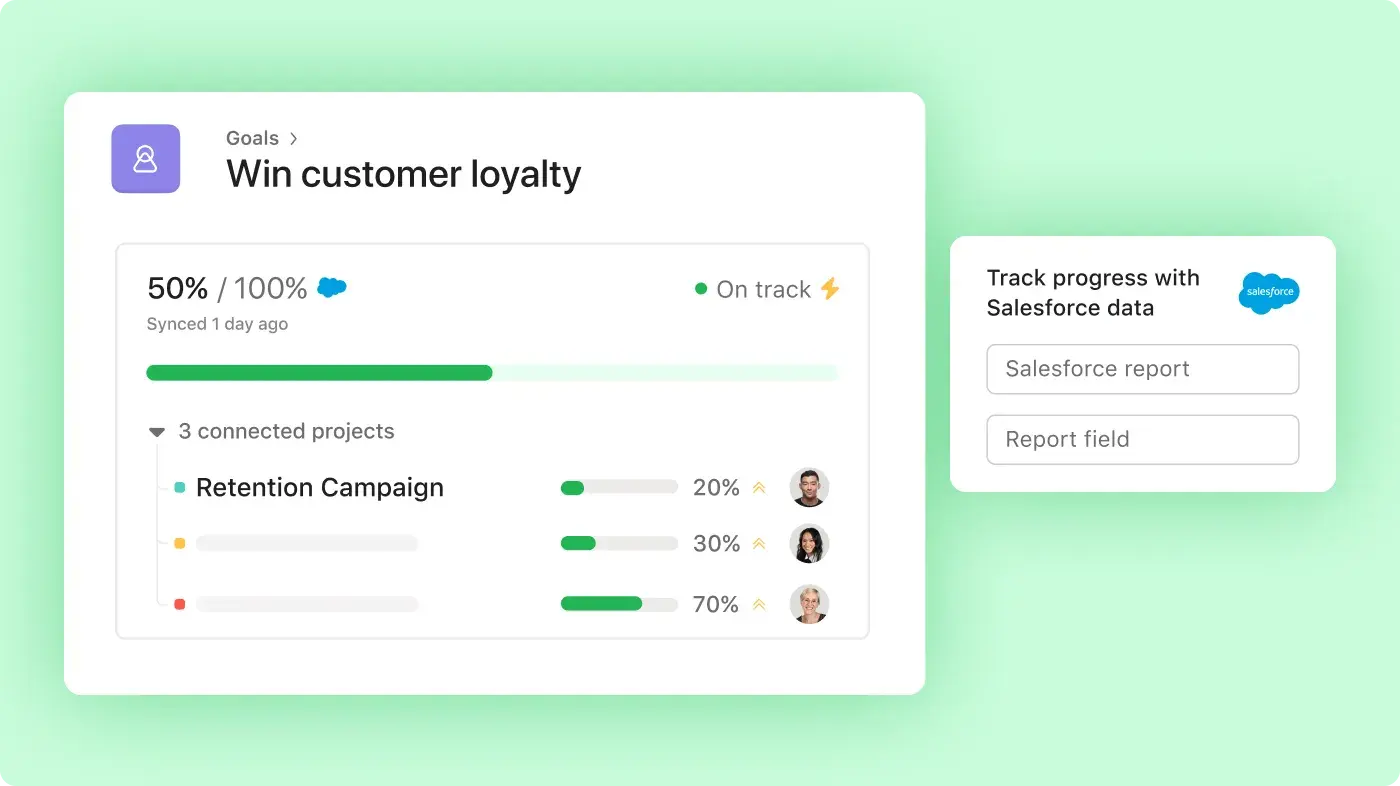 Goals
Win customer loyalty
50% / 100%
On track
Synced 1 day ago
3 connected projects
Retention Campaign
20%
30%
70%
Track progress with
Salesforce data
salesforce
Salesforce report
Report field